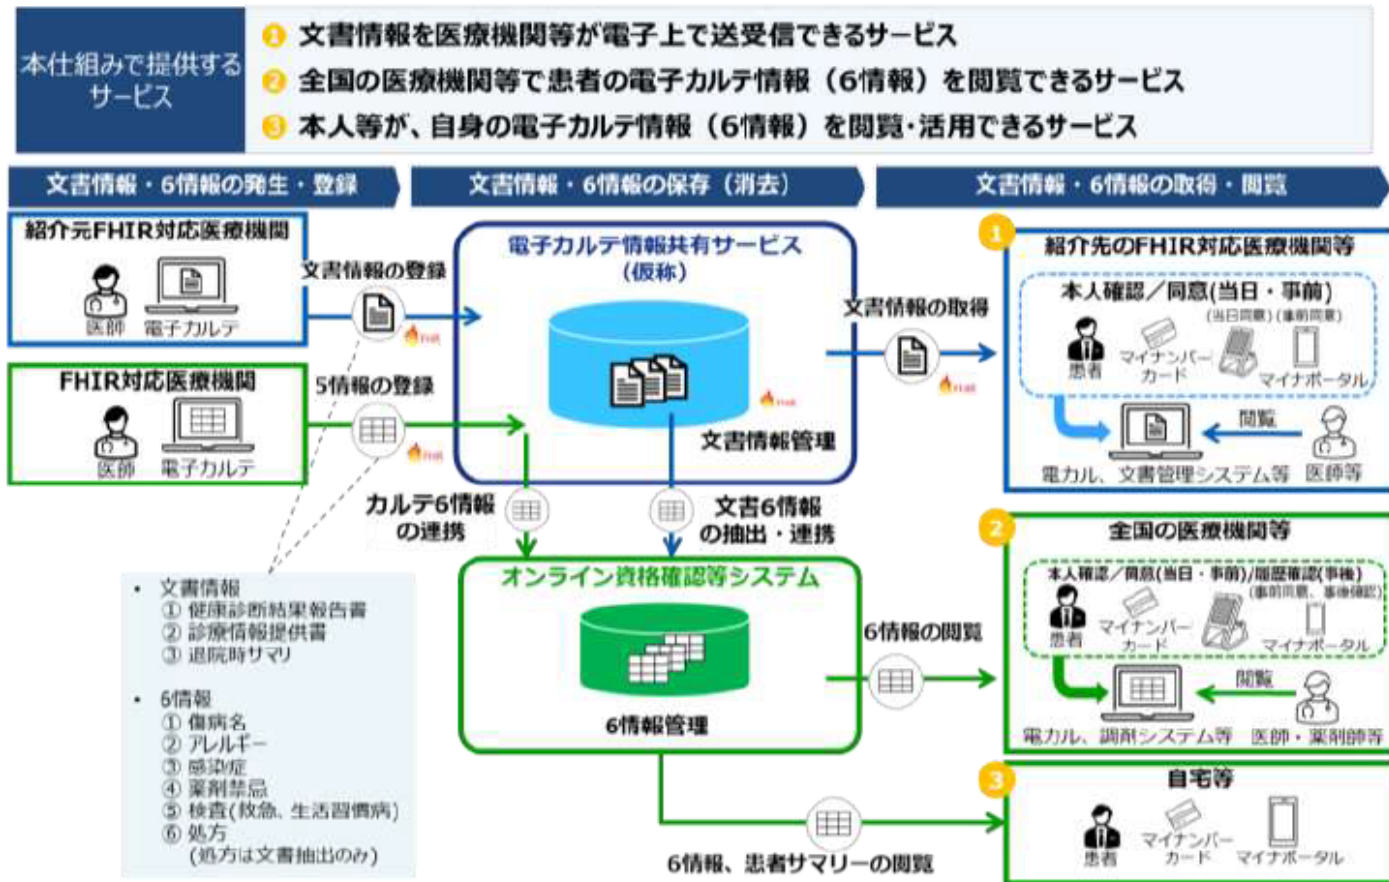 本仕組みで提供する
サービス
1 文書情報を医療機関等が電子上で送受信できるサービス
2 全国の医療機関等で患者の電子カルテ情報（6情報）を閲覧できるサービス
3 本人等が、自身の電子カルテ情報（6情報）を閲覧・活用できるサービス
文書情報・6情報の発生・登録
文書情報・6情報の保存（消去）
文書情報・6情報の取得・閲覧
紹介元FHIR対応医療機関
医師
電子カルテ
文書情報の登録
FHIR対応医療機関
医師
電子カルテ
5情報の登録
電子カルテ情報共有サービス
（仮称）
文書情報管理
カルテ6情報
の連携
文書6情報
の抽出・連携
オンライン資格確認等システム
6情報管理
文書情報の取得
6情報の閲覧
6情報、患者サマリーの閲覧
・ 文書情報
① 健康診断結果報告書
② 診療情報提供書
③ 退院時サマリ
・ 6情報
① 傷病名
② アレルギー
③ 感染症
④ 薬剤禁忌
⑤ 検査(救急、生活習慣病)
⑥ 処方
(処方は文書抽出のみ)
1
紹介先のFHIR対応医療機関等
本人確認／同意(当日・事前)
(当日同意)(事前同意)
患者
マイナンバー
カード
マイナポータル
閲覧
電カル、文書管理システム等
医師等
2
全国の医療機関等
本人確認／同意(当日・事前)/履歴確認(事後)
(事前同意、事後確認)
患者
マイナンバー
カード
マイナポータル
閲覧
電カル、調剤システム等
医師・薬剤師等
3
自宅等
患者
マイナンバー
カード
マイナポータル